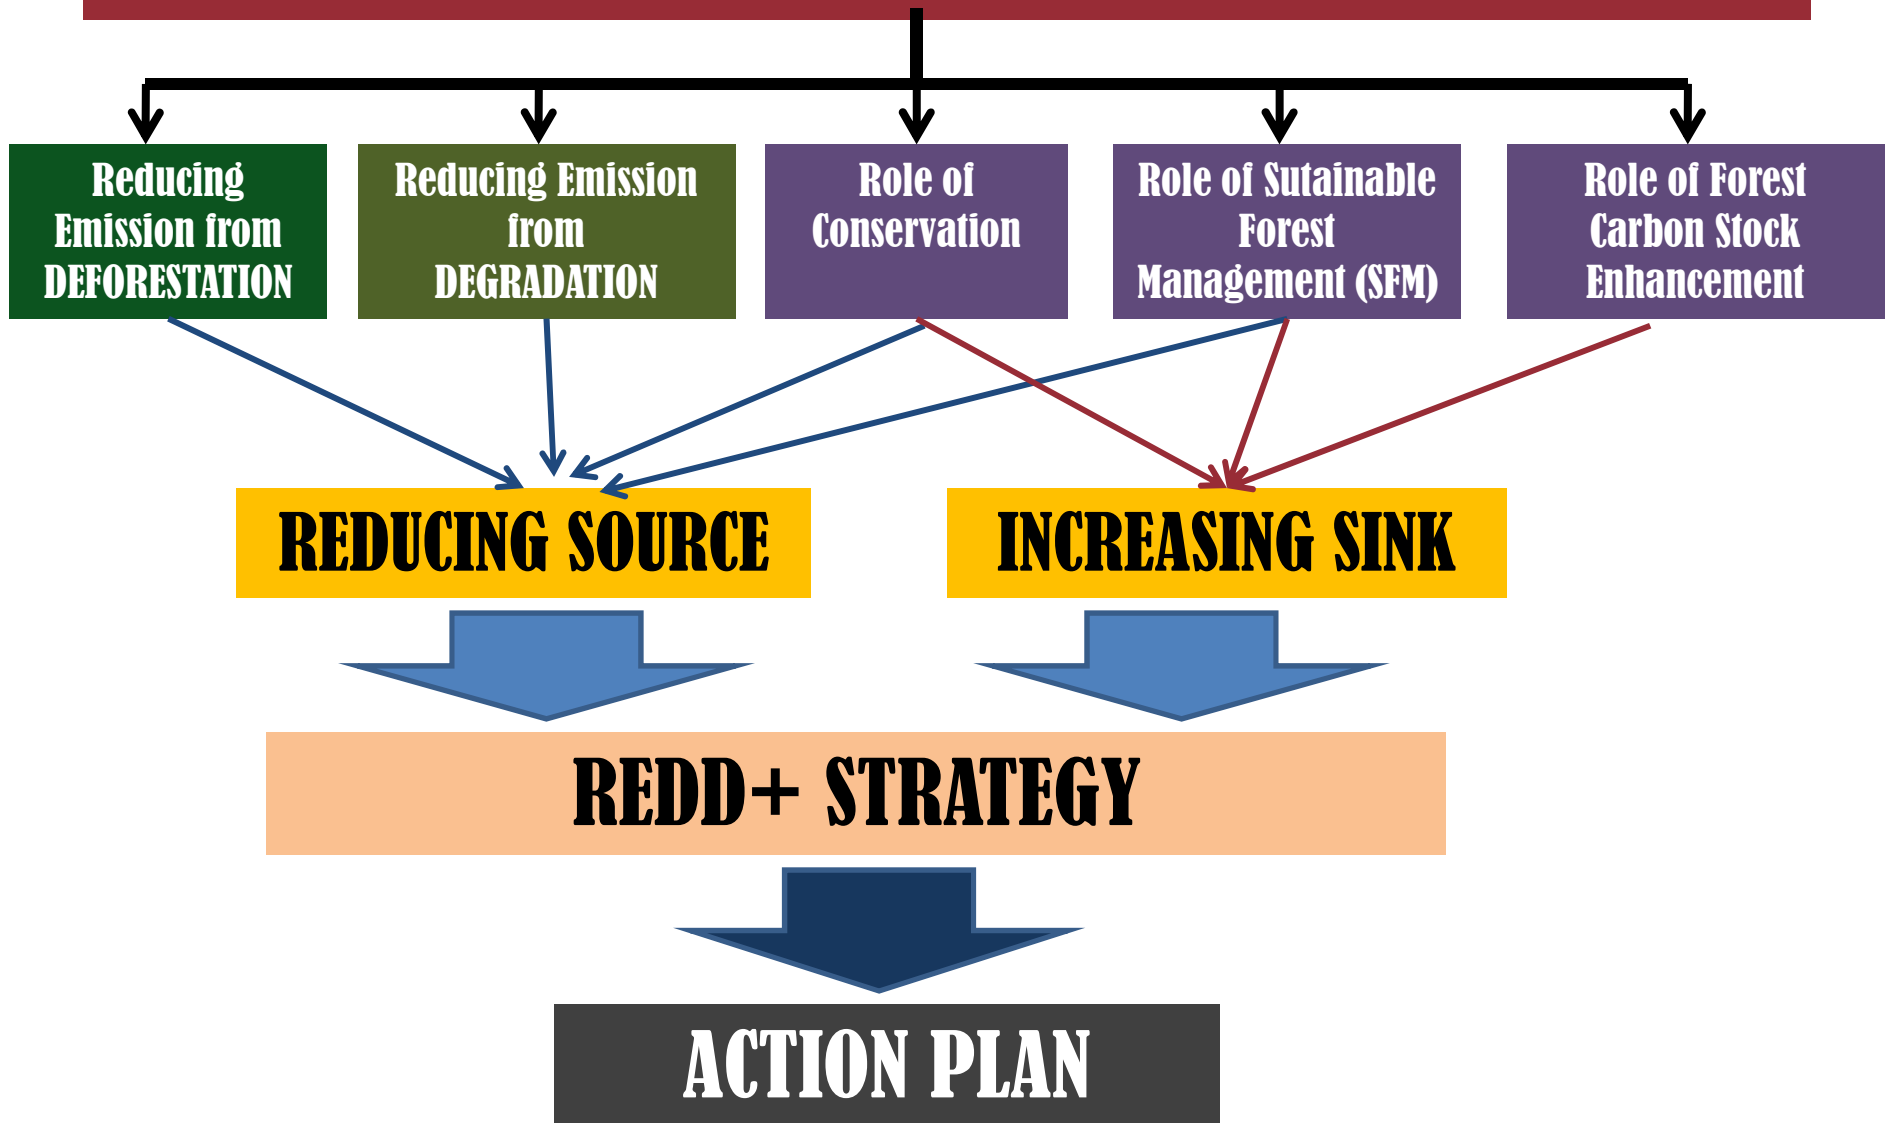 Reducing
Emission from
DEFORESTATION
Reducing Emission
from
DEGRADATION
Role of
Conservation
Role of Sutainable
Forest
Management (SFM)
Role of Forest
Carbon Stock
Enhancement
REDUCING SOURCE
INCREASING SINK
REDD+ STRATEGY
ACTION PLAN